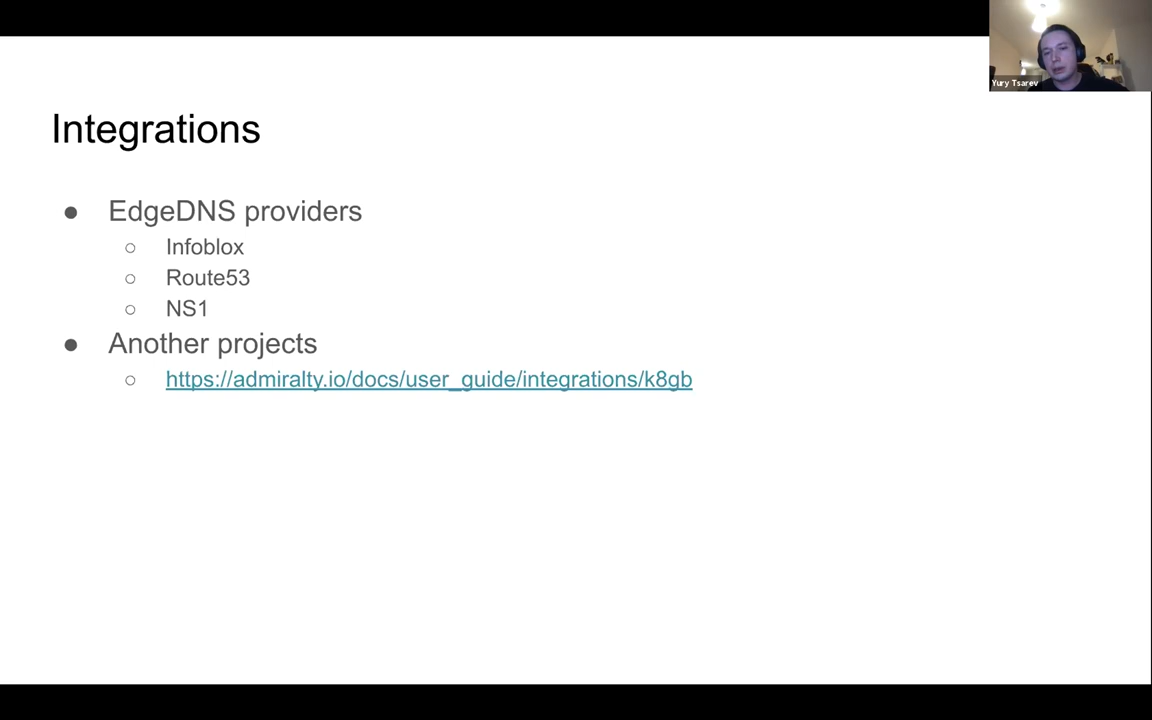 Yury Tsarev
Integrations
● EdgeDNS providers
○ Infoblox
○ Route53
○ NS1
● Another projects
○ https://admiralty.io/docs/user_guide/integrations/k8gb